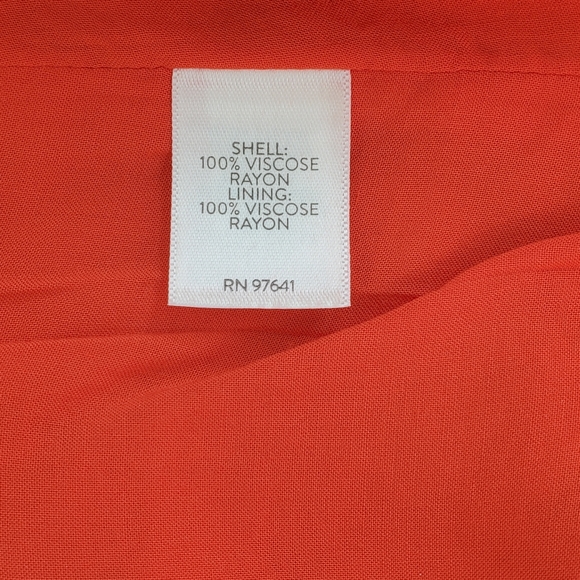 SHELL:
100% VISCOSE
RAYON
LINING:
100% VISCOSE
RAYON
RN 97641